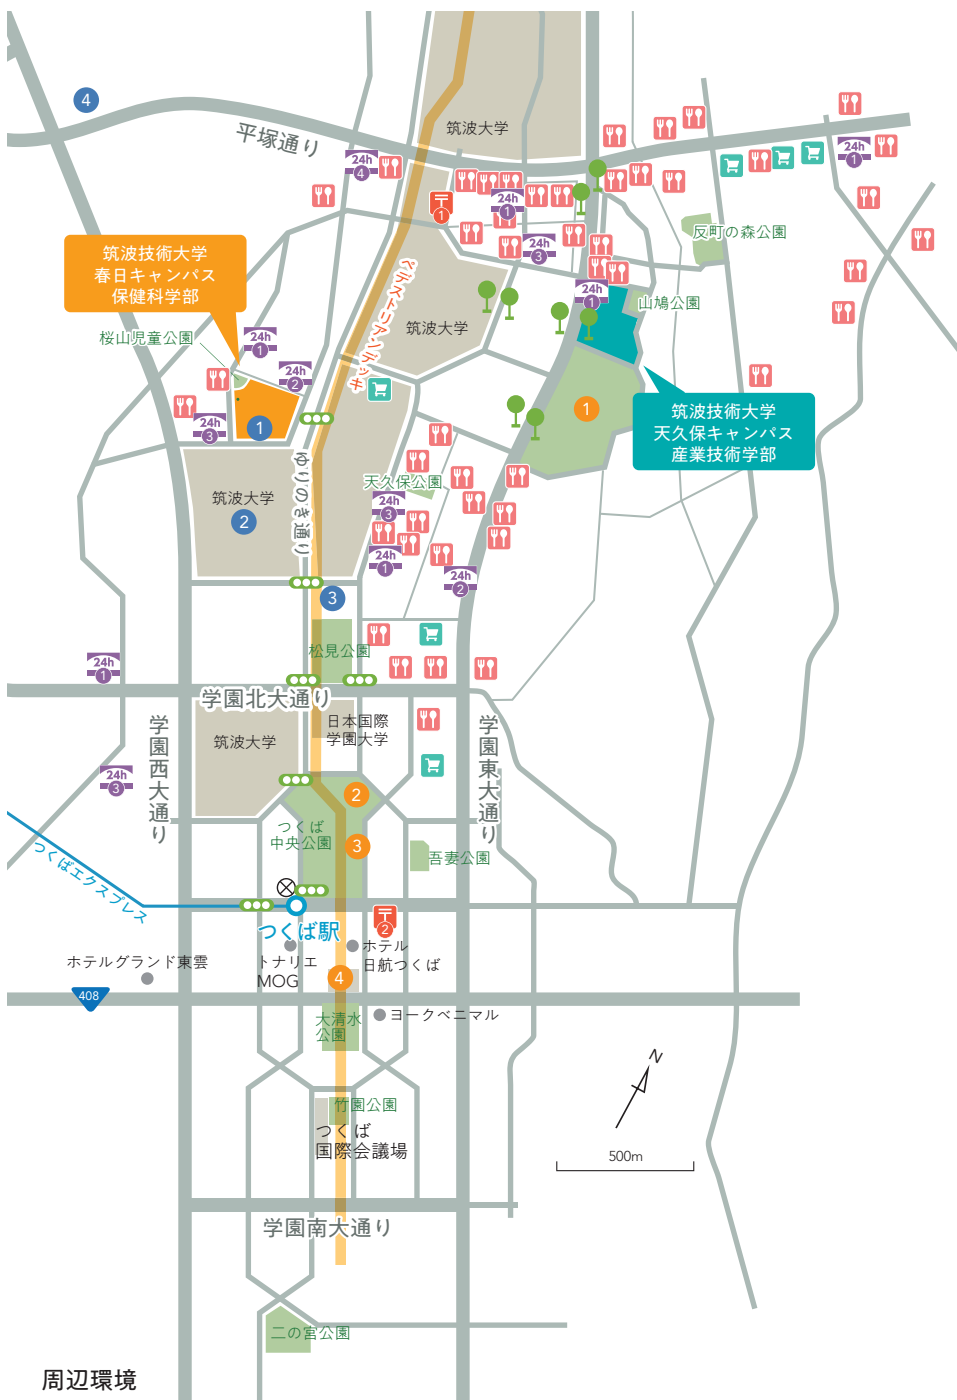 4
筑波大学
平塚通り
24h
4
24h
1
〒
1
24h
1
24h
3
反町の森公園
筑波技術大学
春日キャンパス
保健科学部
ペデストリアンデッキ
24h
1
山鳩公園
桜山児童公園
24h
1
筑波大学
24h
2
24h
3
1
1
筑波技術大学
天久保キャンパス
産業技術学部
ゆりのき通り
筑波大学
2
天久保公園
24h
3
24h
1
24h
2
3
松見公園
24h
1
学園北大通り
学園西大通り
筑波大学
日本国際
学園大学
学園東大通り
24h
3
2
つくば
中央公園
3
吾妻公園
つくばエクスプレス
つくば駅
〒
2
ホテルグランド東雲
トナリエ
MOG
ホテル
日航つくば
4
408
大清水
公園
ヨークベニマル
N
竹園公園
つくば
国際会議場
500m
学園南大通り
二の宮公園
周辺環境